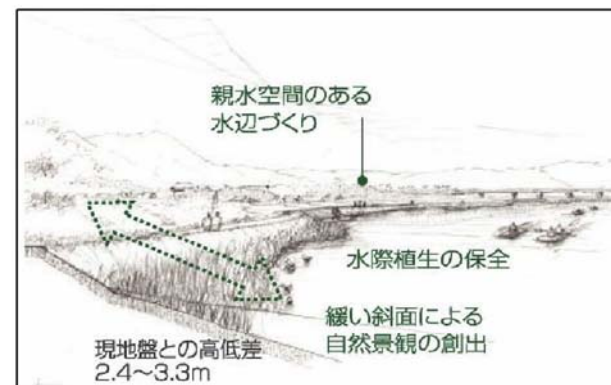 親水空間のある
水辺づくり
水際植生の保全
緩い斜面による
自然景観の創出
現地盤との高低差
2.4～3.3m